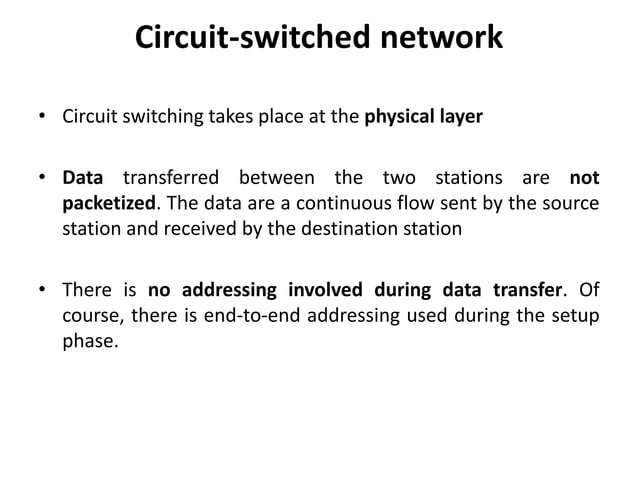 Circuit-switched network
• Circuit switching takes place at the physical layer
• Data transferred between the two stations are not
packetized. The data are a continuous flow sent by the source
station and received by the destination station
• There is no addressing involved during data transfer. Of
course, there is end-to-end addressing used during the setup
phase.